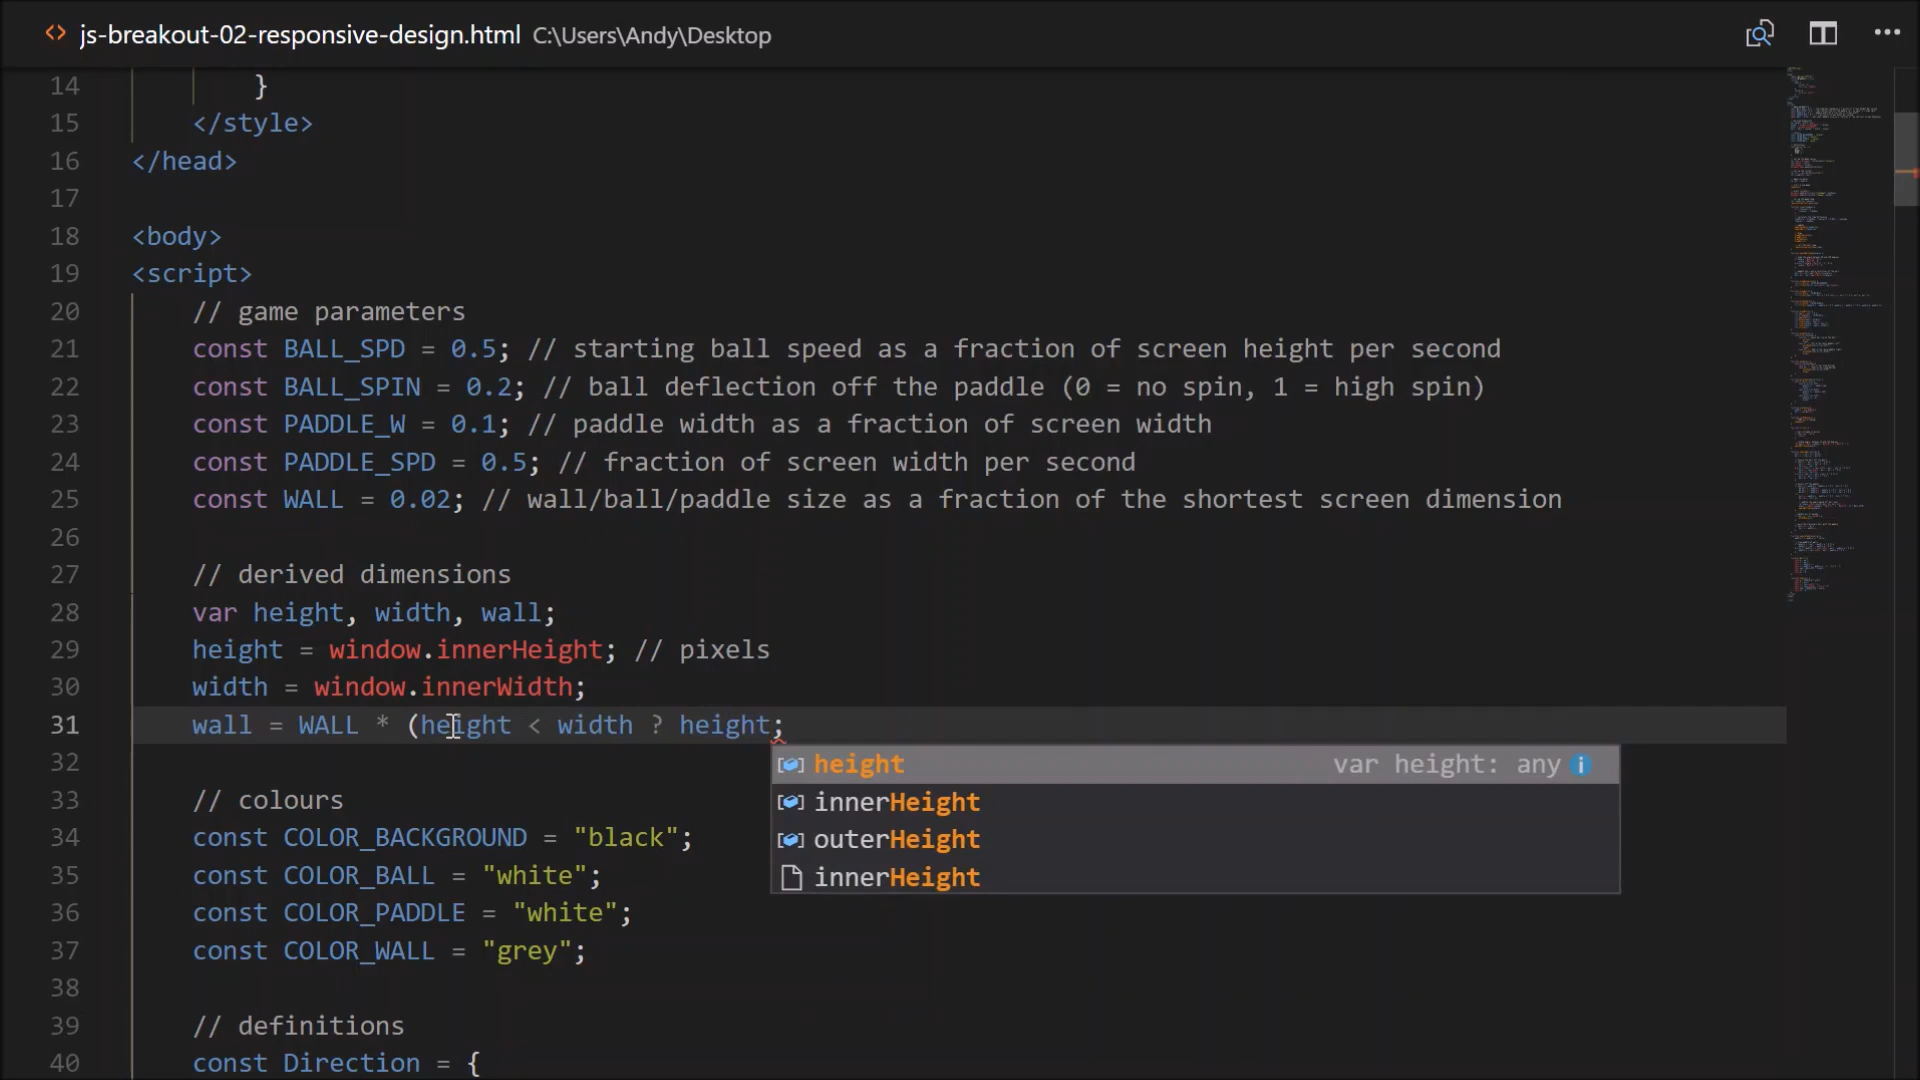 js-breakout-02-responsive-design.html C:\Users\Andy\Desktop
14 }
15 </style>
16 </head>
17
18 <body>
19 <script>
20 // game parameters
21 const BALL_SPD = 0.5; // starting ball speed as a fraction of screen height per second
22 const BALL_SPIN = 0.2; // ball deflection off the paddle (0 = no spin, 1 = high spin)
23 const PADDLE_W = 0.1; // paddle width as a fraction of screen width
24 const PADDLE_SPD = 0.5; // fraction of screen width per second
25 const WALL = 0.02; // wall/ball/paddle size as a fraction of the shortest screen dimension
26
27 // derived dimensions
28 var height, width, wall;
29 height = window.innerHeight; // pixels
30 width = window.innerWidth;
31 wall = WALL * (height < width ? height;
height var height: any
innerHeight
outerHeight
innerHeight
32
33 // colours
34 const COLOR_BACKGROUND = "black";
35 const COLOR_BALL = "white";
36 const COLOR_PADDLE = "white";
37 const COLOR_WALL = "grey";
38
39 // definitions
40 const Direction = {